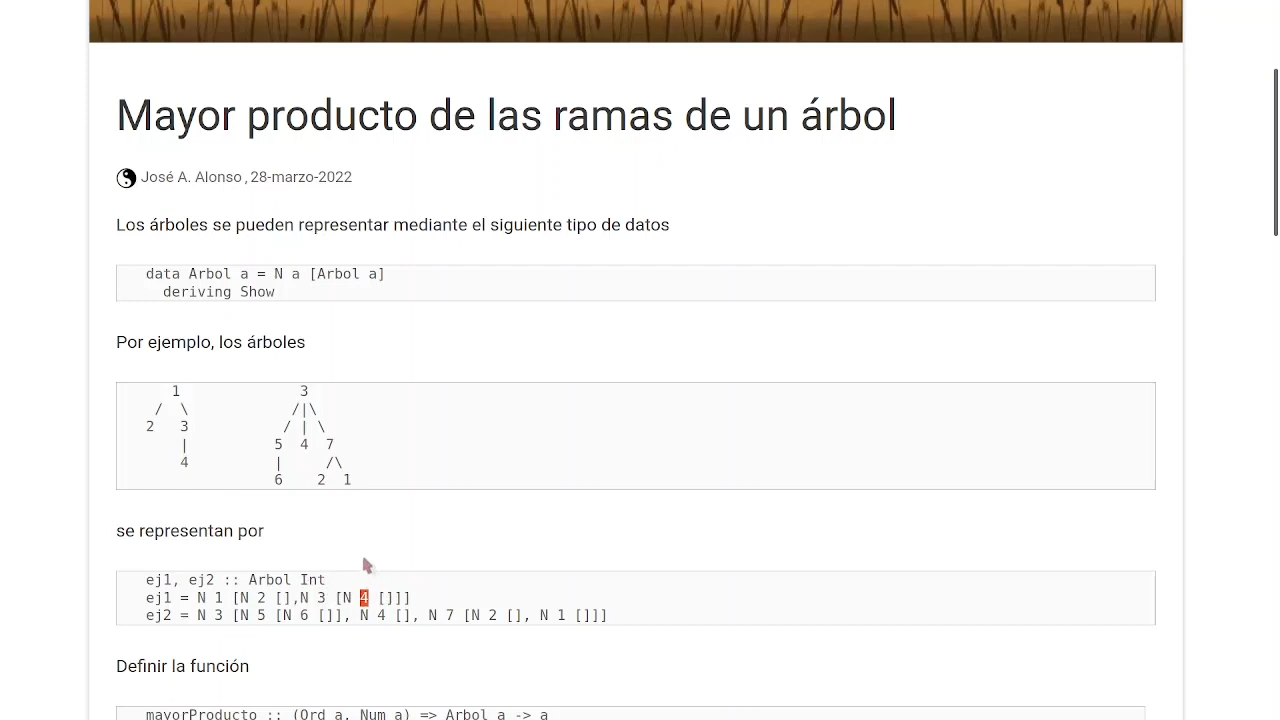 Mayor producto de las ramas de un árbol
José A. Alonso , 28-marzo-2022
Los árboles se pueden representar mediante el siguiente tipo de datos
data Arbol a = N a [Arbol a]
  deriving Show
Por ejemplo, los árboles
   1               3
 /  \             /|\
2   3            / | \
    |           5  4  7
    4           |     /\
                6    2  1
se representan por
ej1, ej2 :: Arbol Int
ej1 = N 1 [N 2 [],N 3 [N 4 []]]
ej2 = N 3 [N 5 [N 6 []], N 4 [], N 7 [N 2 [], N 1 []]]
Definir la función
mayorProducto :: (Ord a, Num a) => Arbol a -> a